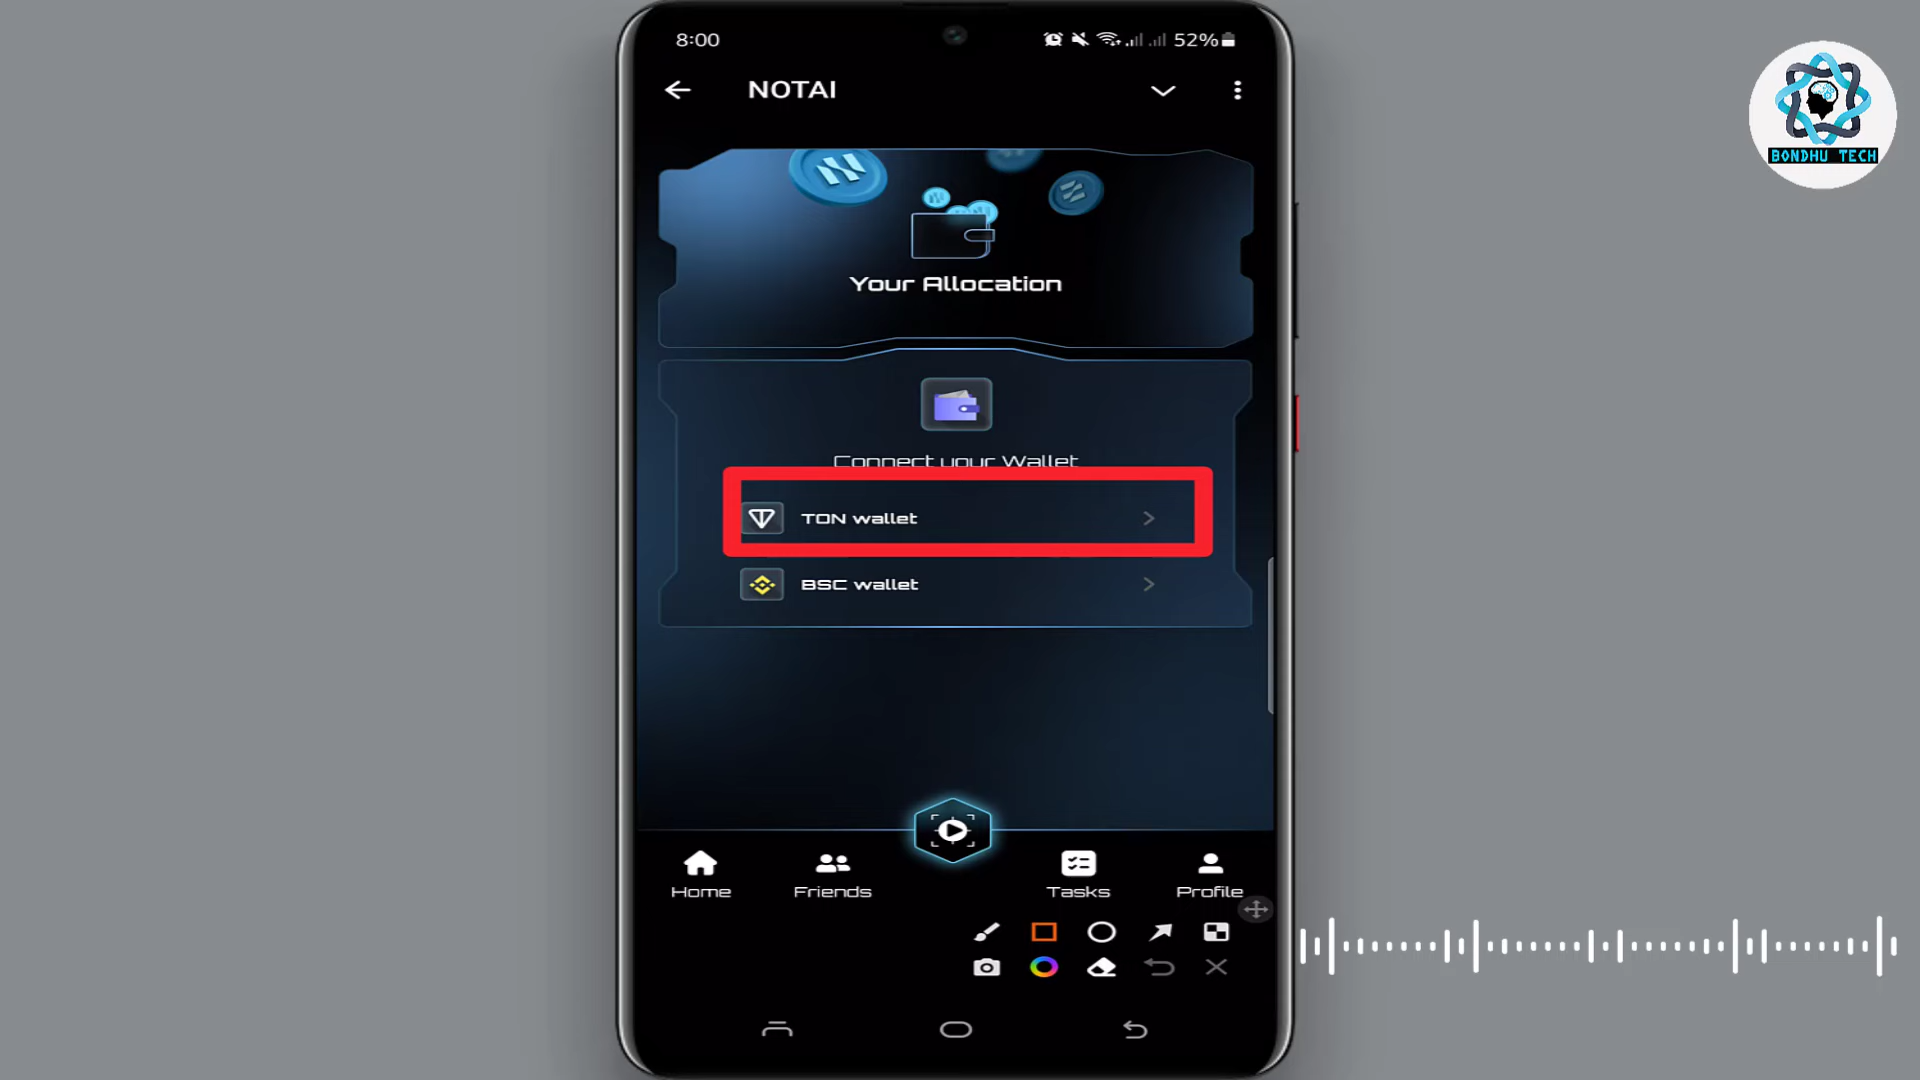 8:00
52%
NOTAI
BONDHU TECH
Your Allocation
Connect your Wallet
TON wallet
BSC wallet
Home
Friends
Tasks
Profile